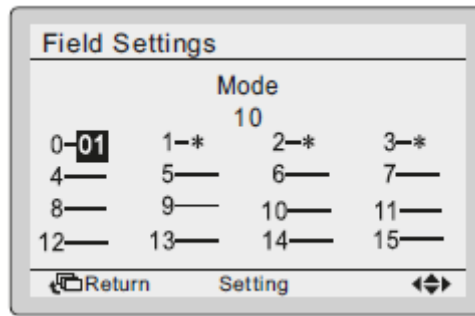 Field Settings
Mode
10
0-01 1-* 2-* 3-*
4— 5— 6— 7—
8— 9— 10— 11—
12— 13— 14— 15—
Return Setting